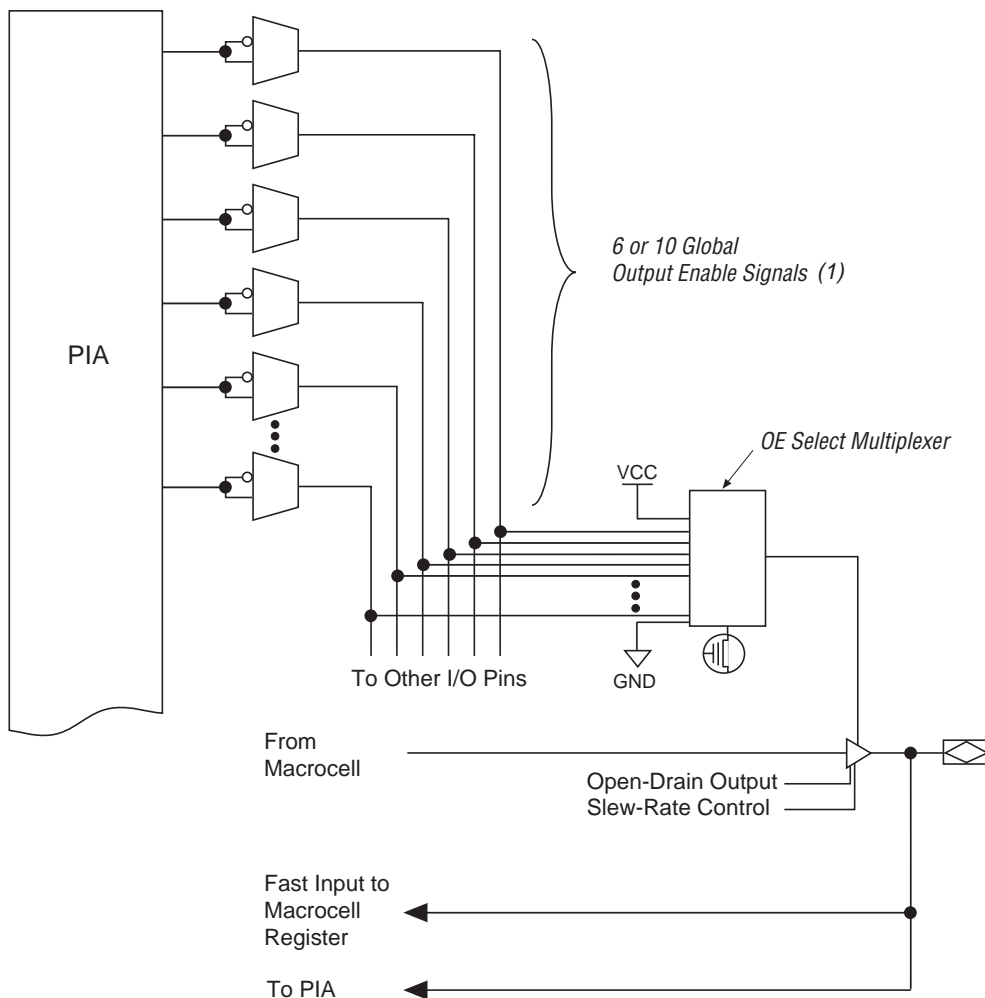 PIA
6 or 10 Global
Output Enable Signals (1)
OE Select Multiplexer
VCC
To Other I/O Pins
GND
From
Macrocell
Open-Drain Output
Slew-Rate Control
Fast Input to
Macrocell
Register
To PIA